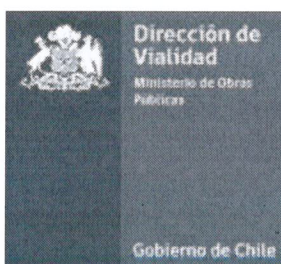 Dirección de
Vialidad
Ministerio de Obras
Públicas
Gobierno de Chile